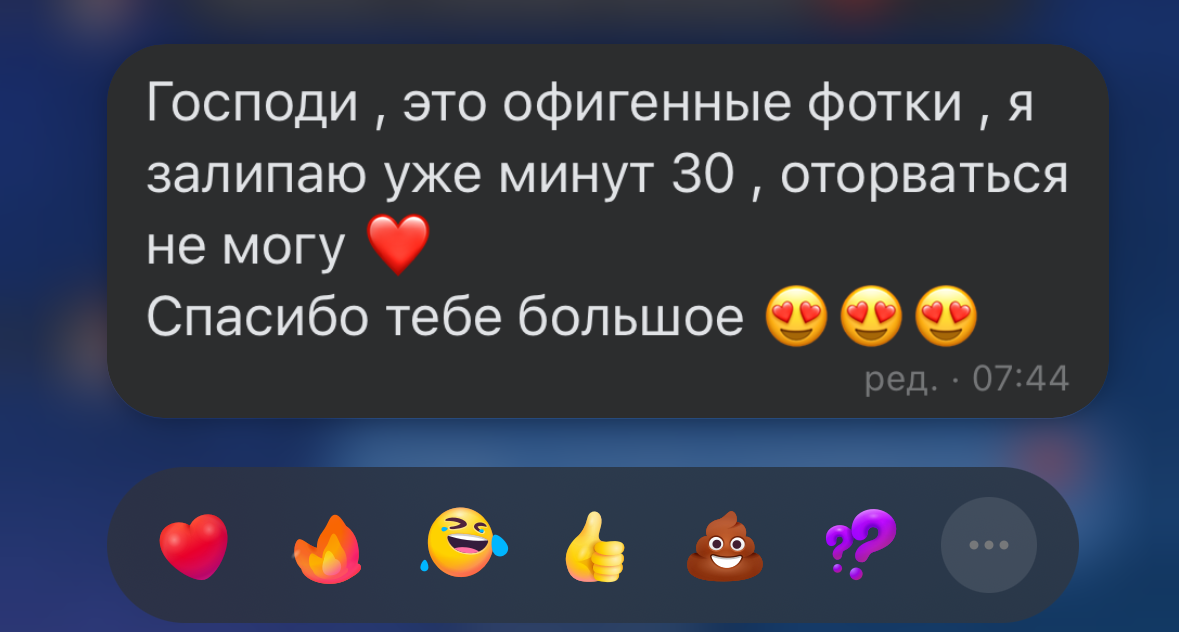 Господи , это офигенные фотки , я
залипаю уже минут 30 , оторваться
не могу ❤️
Спасибо тебе большое 😍😍😍
ред. · 07:44